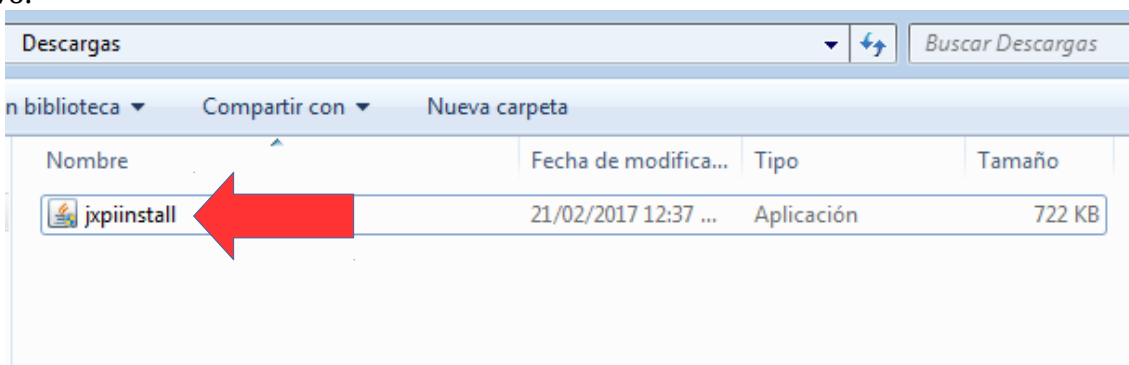 Descargas Buscar Descargas
n biblioteca Compartir con Nueva carpeta
Nombre Fecha de modifica... Tipo Tamaño
jxpiinstall 21/02/2017 12:37 ... Aplicación 722 KB